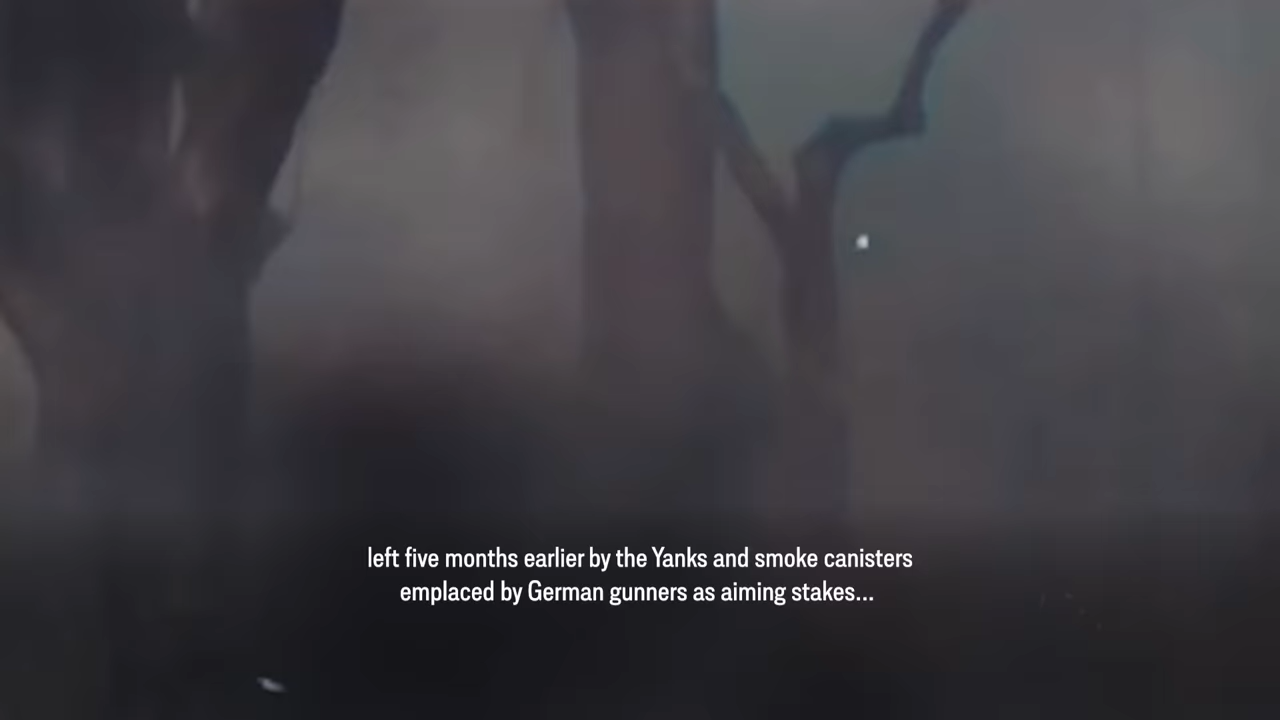 left five months earlier by the Yanks and smoke canisters
emplaced by German gunners as aiming stakes...